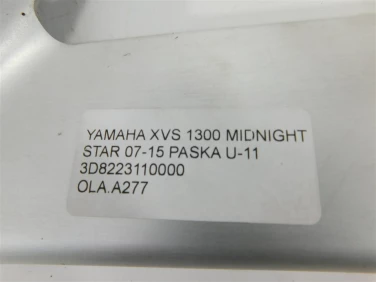 YAMAHA XVS 1300 MIDNIGHT
STAR 07-15 PASKA U-11
3D8223110000
OLA.A277